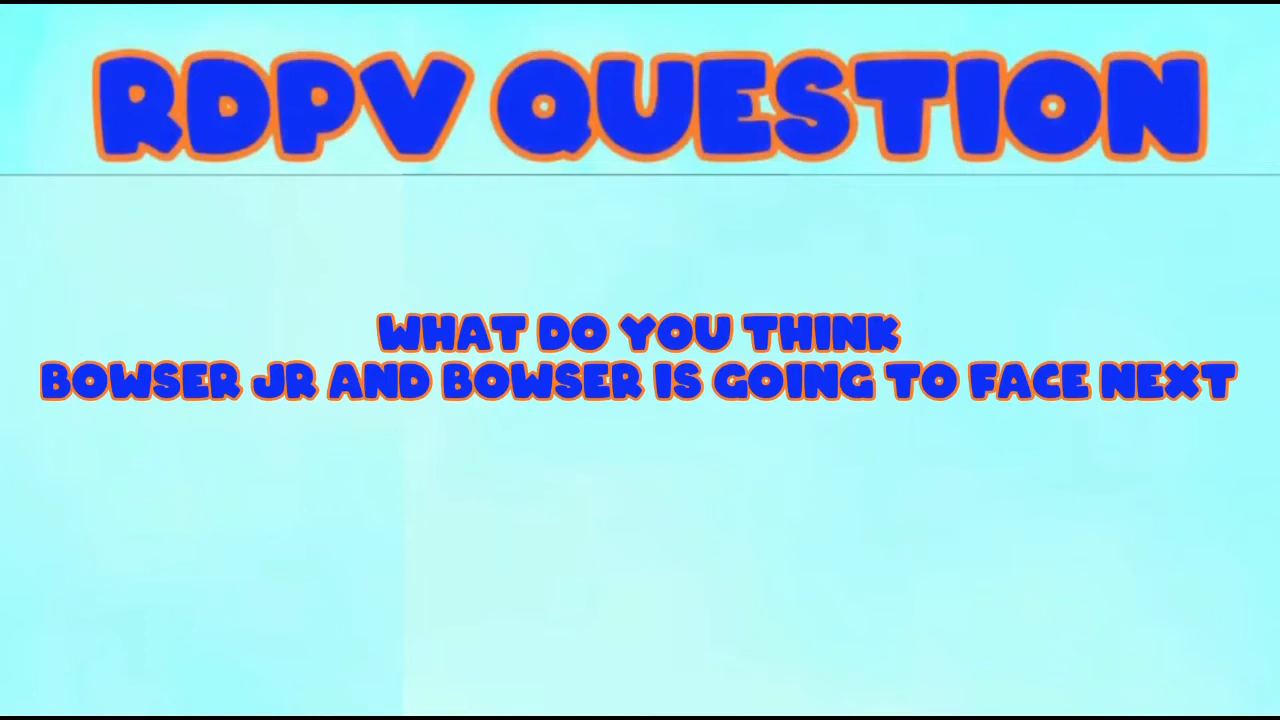 RDPV QUESTION
WHAT DO YOU THINK
BOWSER JR AND BOWSER IS GOING TO FACE NEXT